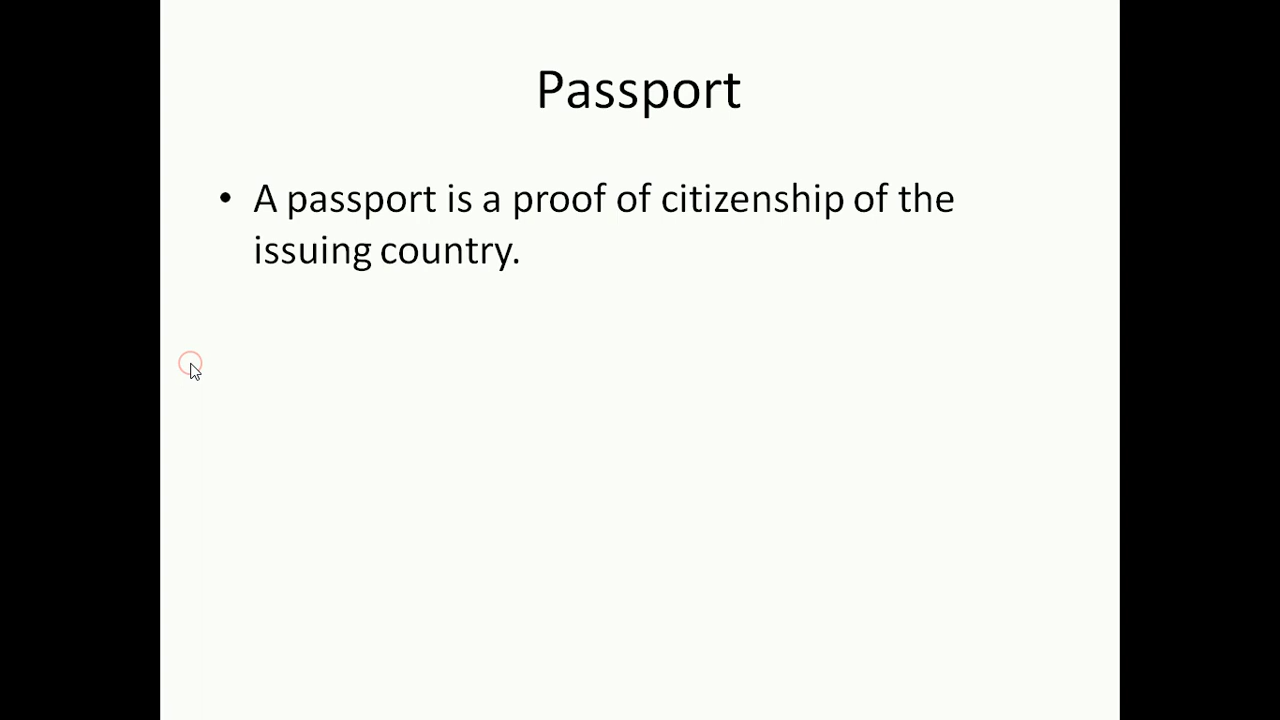 Passport
• A passport is a proof of citizenship of the
issuing country.